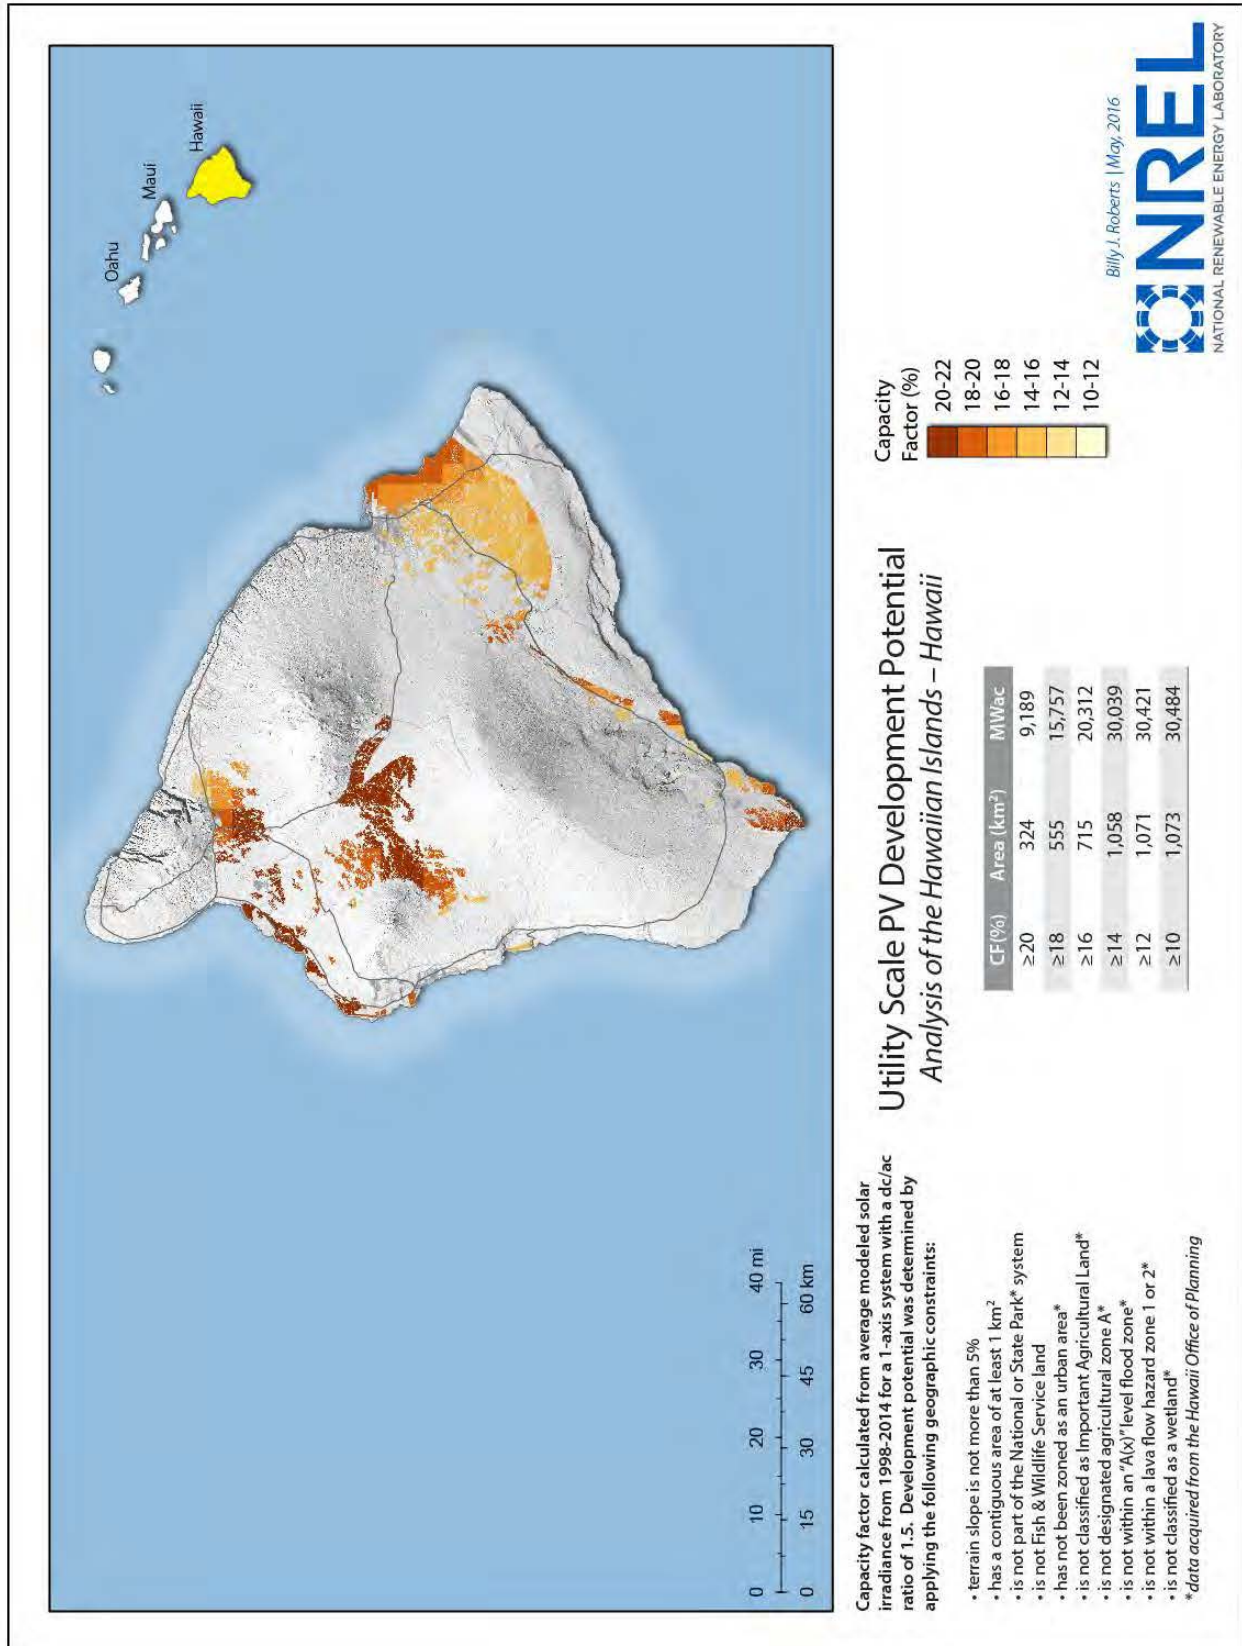 Oahu
Maui
Hawaii
0 10 20 30 40 mi
0 15 30 45 60 km
Capacity factor calculated from average modeled solar
irradiance from 1998-2014 for a 1-axis system with a dc/ac
ratio of 1.5. Development potential was determined by
applying the following geographic constraints:
• terrain slope is not more than 5%
• has a contiguous area of at least 1 km²
• is not part of the National or State Park* system
• is not Fish & Wildlife Service land
• has not been zoned as an urban area*
• is not classified as Important Agricultural Land*
• is not designated agricultural zone A*
• is not within an "A(x)" level flood zone*
• is not within a lava flow hazard zone 1 or 2*
• is not classified as a wetland*
* data acquired from the Hawaii Office of Planning
Utility Scale PV Development Potential
Analysis of the Hawaiian Islands – Hawaii
CF(%) Area (km²) MWac
≥20 324 9,189
≥18 555 15,757
≥16 715 20,312
≥14 1,058 30,039
≥12 1,071 30,421
≥10 1,073 30,484
Capacity
Factor (%)
20-22
18-20
16-18
14-16
12-14
10-12
Billy J. Roberts | May, 2016
NREL
NATIONAL RENEWABLE ENERGY LABORATORY